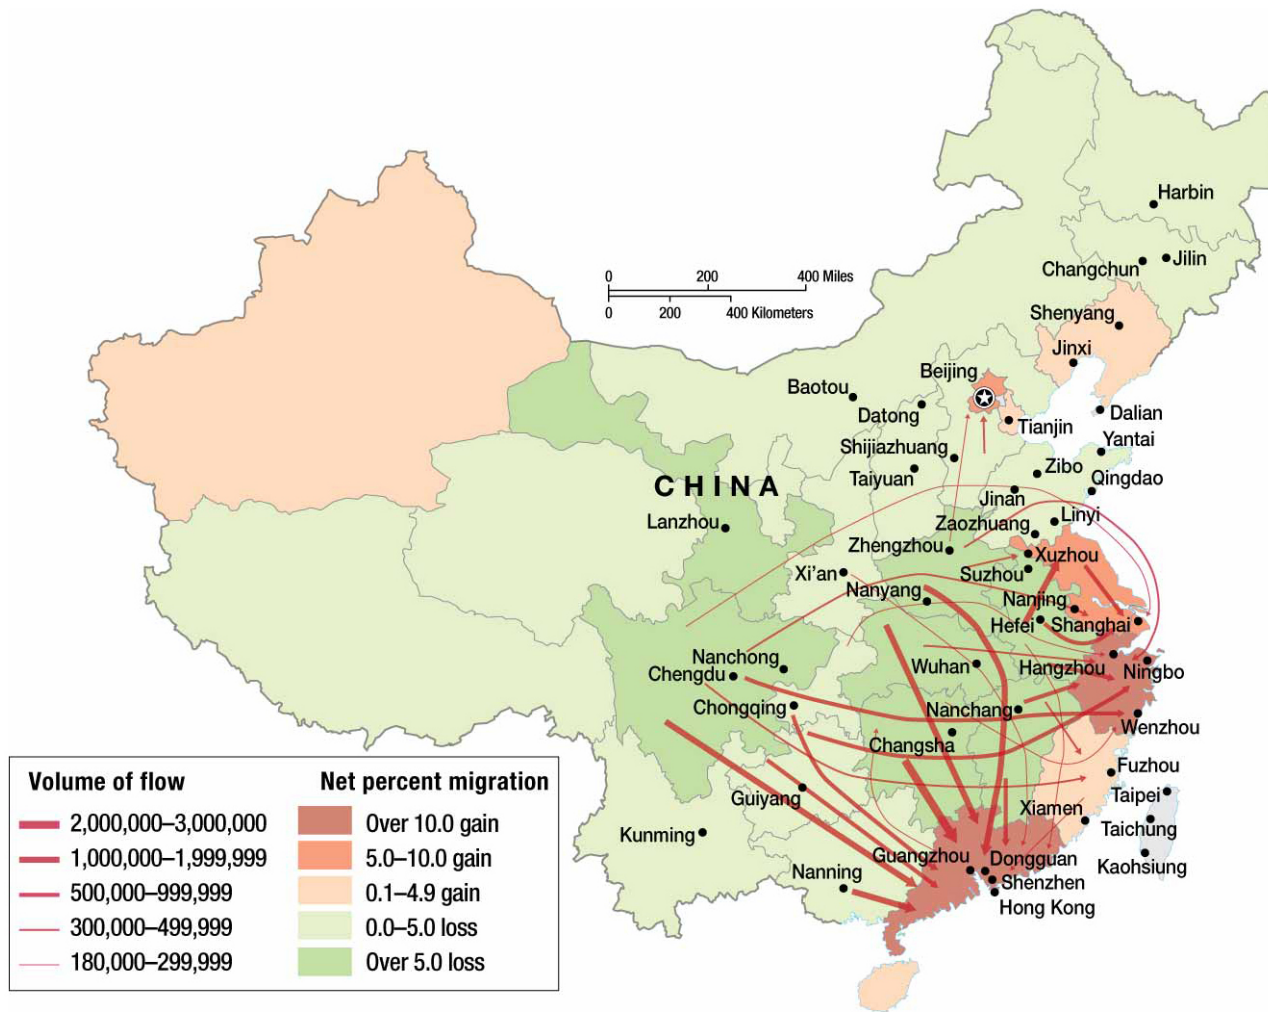 Harbin
Changchun
Jilin
0 200 400 Miles
0 200 400 Kilometers
Shenyang
Jinxi
Beijing
Baotou
Datong
Dalian
Tianjin
Yantai
Shijiazhuang
Zibo
Taiyuan
Qingdao
CHINA
Jinan
Lanzhou
Zaozhuang
Linyi
Zhengzhou
Xuzhou
Xi'an
Suzhou
Nanyang
Nanjing
Hefei
Shanghai
Nanchong
Wuhan
Hangzhou
Ningbo
Chengdu
Chongqing
Nanchang
Wenzhou
Changsha
Fuzhou
Guiyang
Taipei
Xiamen
Kunming
Taichung
Guangzhou
Dongguan
Kaohsiung
Nanning
Shenzhen
Hong Kong
Volume of flow
2,000,000–3,000,000
1,000,000–1,999,999
500,000–999,999
300,000–499,999
180,000–299,999
Net percent migration
Over 10.0 gain
5.0–10.0 gain
0.1–4.9 gain
0.0–5.0 loss
Over 5.0 loss